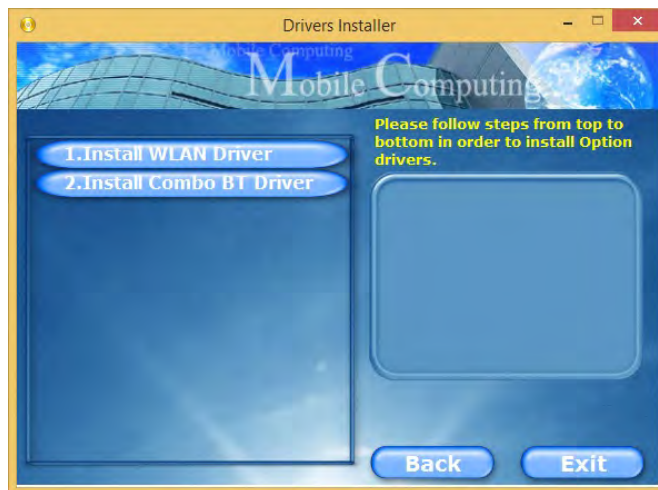 Drivers Installer
Mobile Computing
Mobile Computing
Please follow steps from top to
bottom in order to install Option
drivers.
1.Install WLAN Driver
2.Install Combo BT Driver
Back
Exit